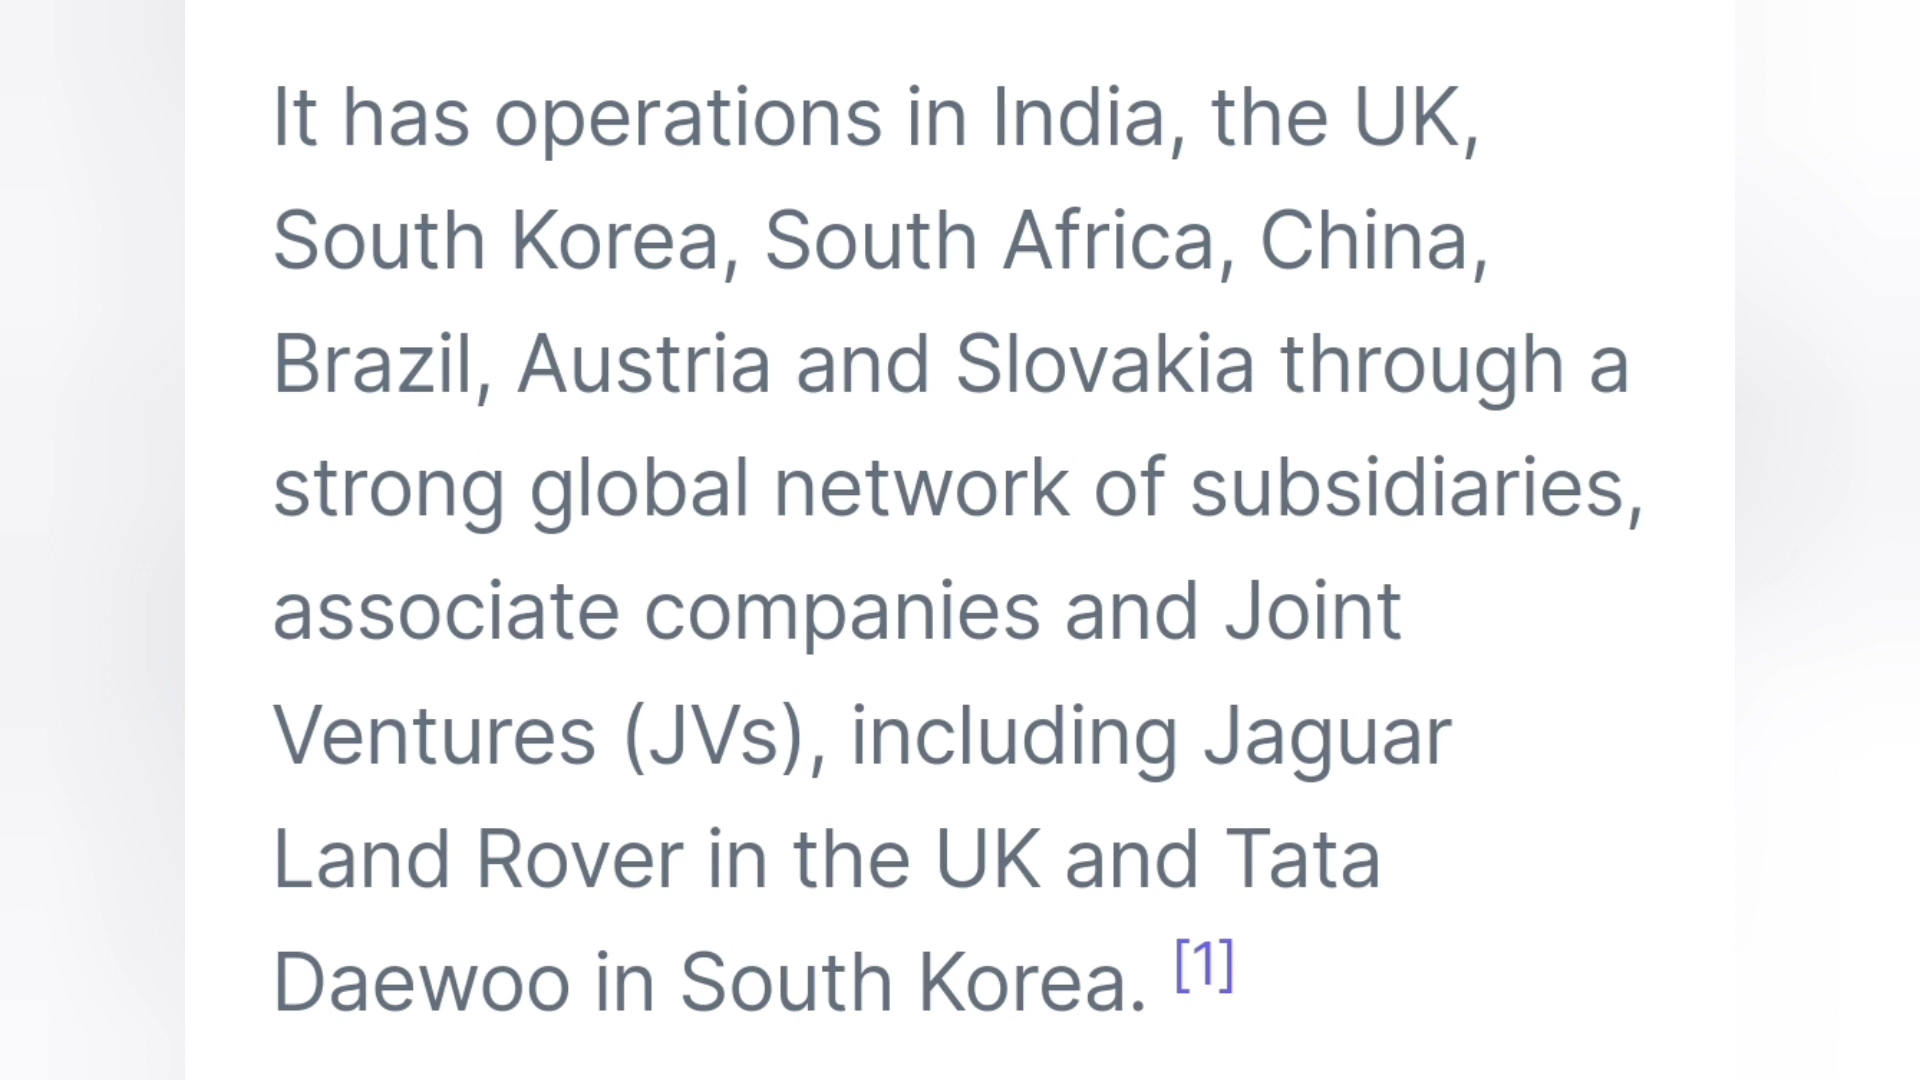 It has operations in India, the UK,
South Korea, South Africa, China,
Brazil, Austria and Slovakia through a
strong global network of subsidiaries,
associate companies and Joint
Ventures (JVs), including Jaguar
Land Rover in the UK and Tata
Daewoo in South Korea. [1]